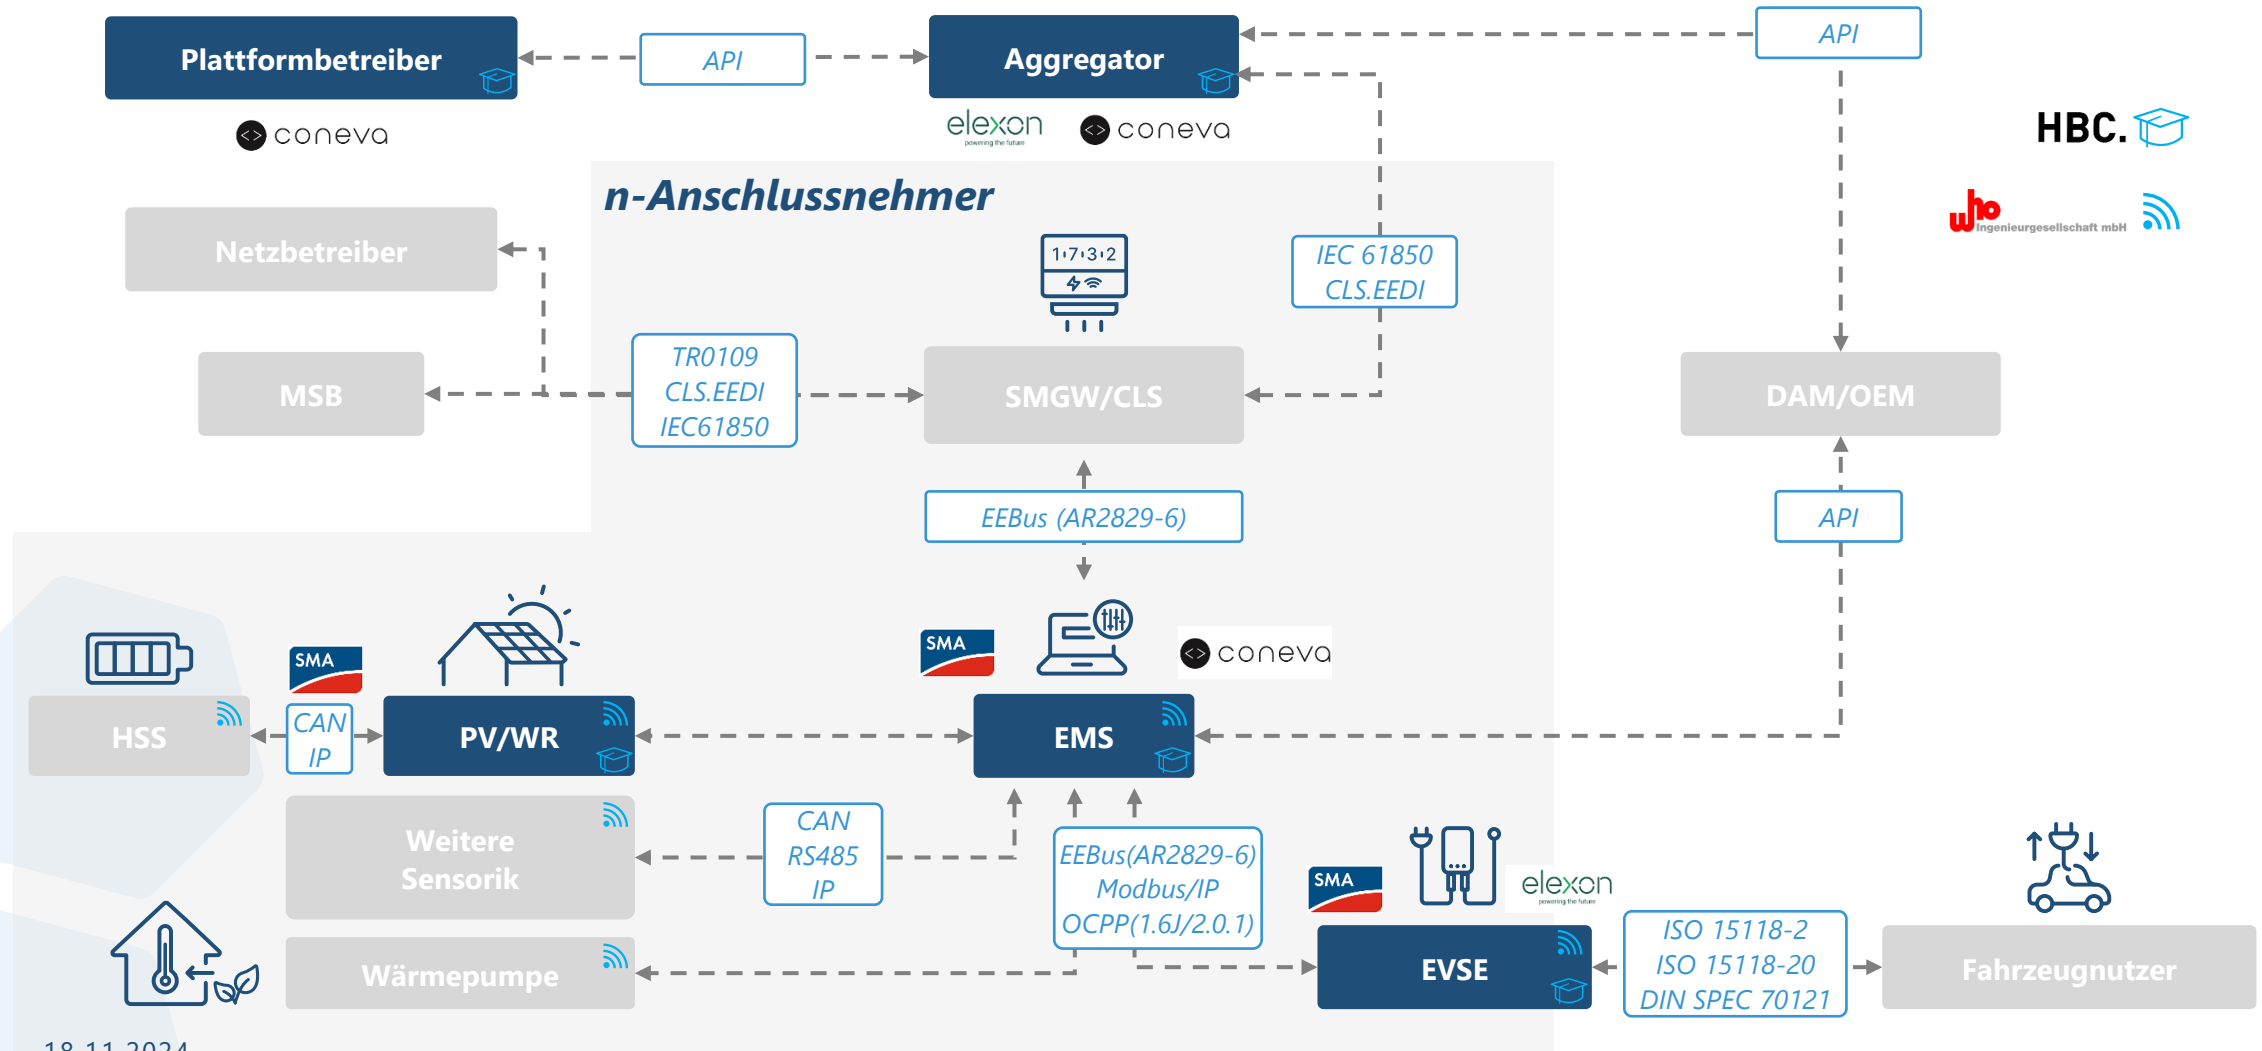 Plattformbetreiber
API
Aggregator
API
coneva
elexon
powering the future
coneva
HBC.
n-Anschlussnehmer
who
Ingenieurgesellschaft mbH
Netzbetreiber
1·7·3·2
IEC 61850
CLS.EEDI
MSB
TR0109
CLS.EEDI
IEC61850
SMGW/CLS
DAM/OEM
EEBus (AR2829-6)
API
SMA
SMA
coneva
HSS
CAN
IP
PV/WR
EMS
Weitere
Sensorik
CAN
RS485
IP
EEBus(AR2829-6)
Modbus/IP
OCPP(1.6J/2.0.1)
SMA
elexon
powering the future
Wärmepumpe
EVSE
ISO 15118-2
ISO 15118-20
DIN SPEC 70121
Fahrzeugnutzer
18.11.2024